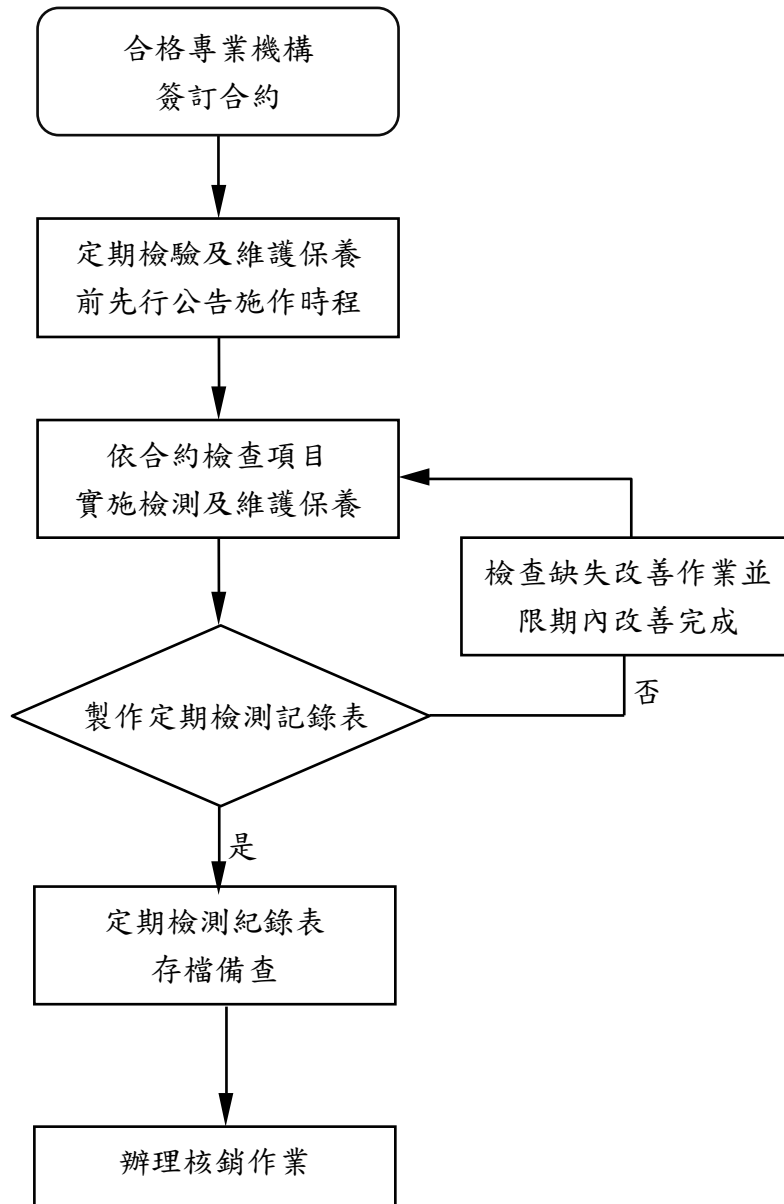 合格專業機構
簽訂合約
定期檢驗及維護保養
前先行公告施作時程
依合約檢查項目
實施檢測及維護保養
檢查缺失改善作業並
限期內改善完成
否
製作定期檢測記錄表
是
定期檢測紀錄表
存檔備查
辦理核銷作業